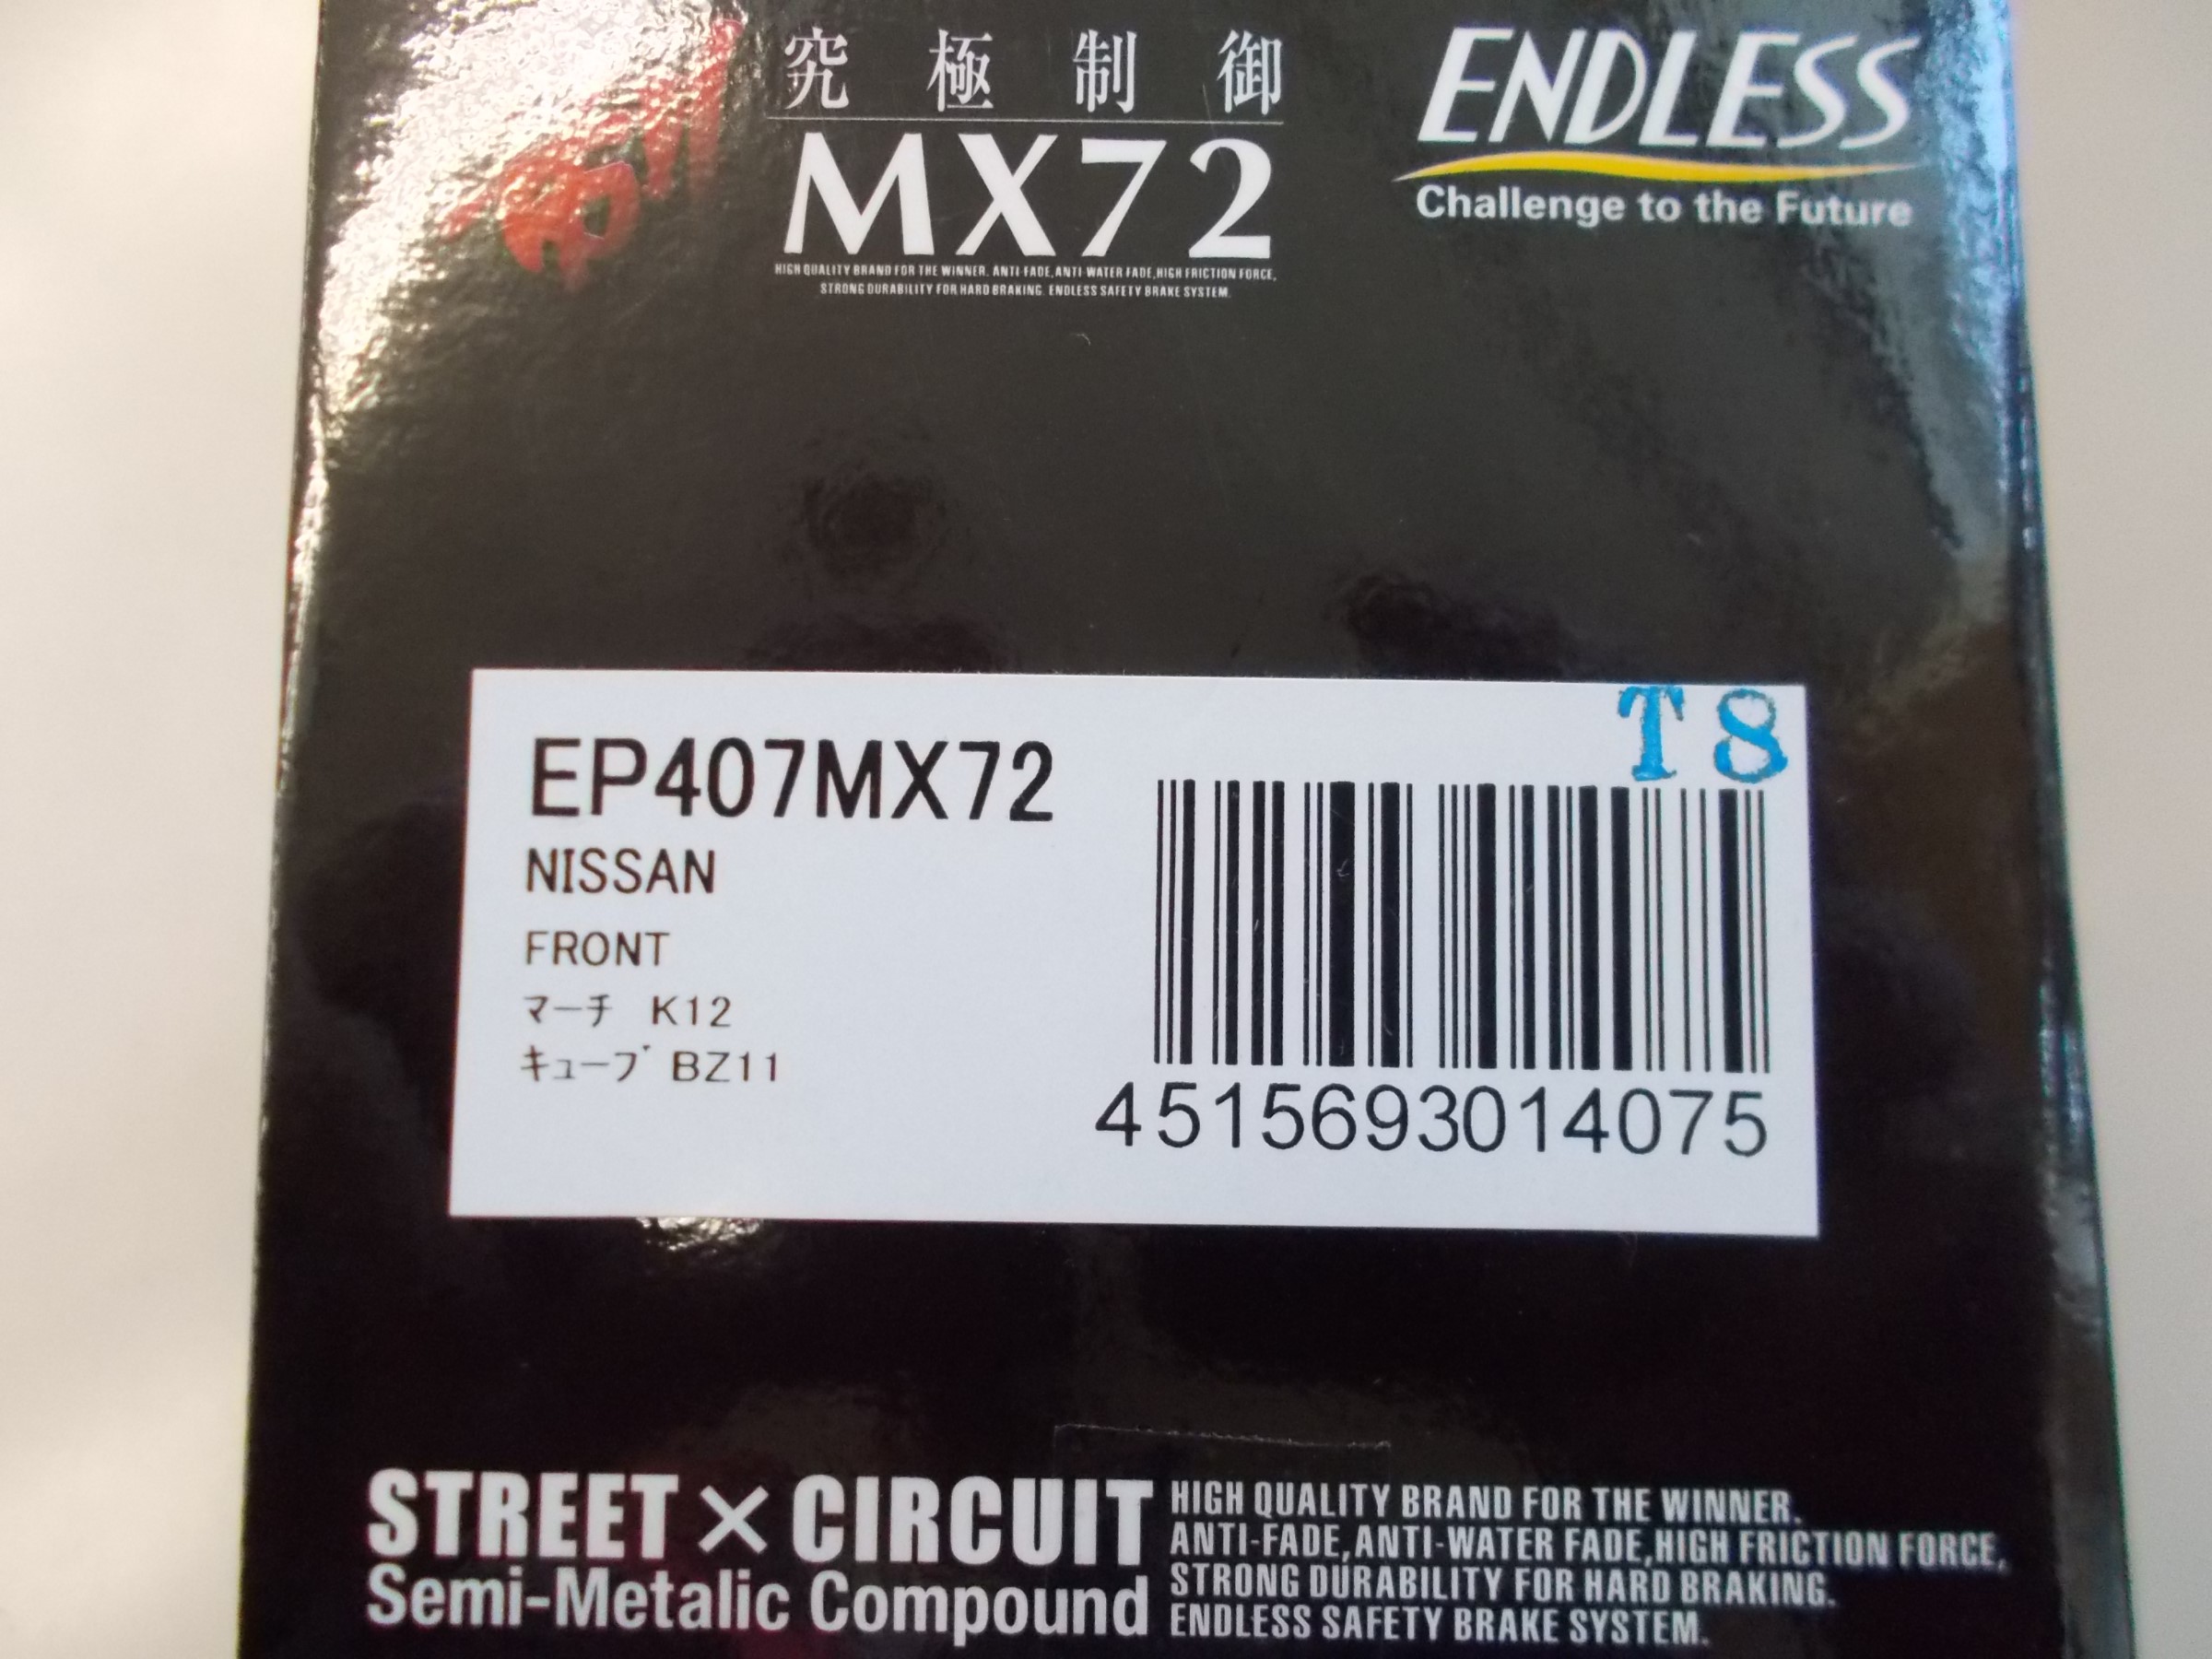 究極制御
MX72
HIGH QUALITY BRAND FOR THE WINNER. ANTI FADE,ANTI WATER FADE,HIGH FRICTION FORCE,
STRONG DURABILITY FOR HARD BRAKING. ENDLESS SAFETY BRAKE SYSTEM.
ENDLESS
Challenge to the Future
T8
EP407MX72
NISSAN
FRONT
マーチ K12
キューブ BZ11
4515693014075
STREET×CIRCUIT
Semi-Metalic Compound
HIGH QUALITY BRAND FOR THE WINNER.
ANTI-FADE,ANTI-WATER FADE,HIGH FRICTION FORCE,
STRONG DURABILITY FOR HARD BRAKING.
ENDLESS SAFETY BRAKE SYSTEM.